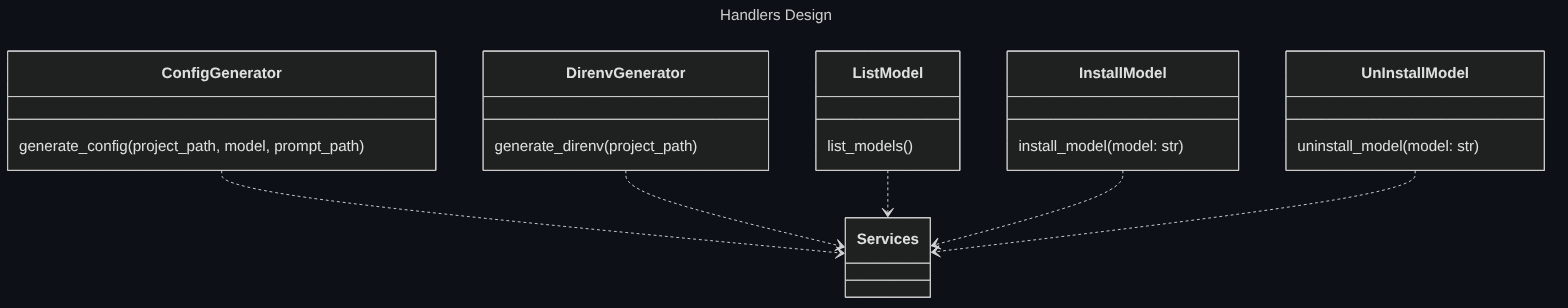 Handlers Design
ConfigGenerator
generate_config(project_path, model, prompt_path)
DirenvGenerator
generate_direnv(project_path)
ListModel
list_models()
InstallModel
install_model(model: str)
UnInstallModel
uninstall_model(model: str)
Services